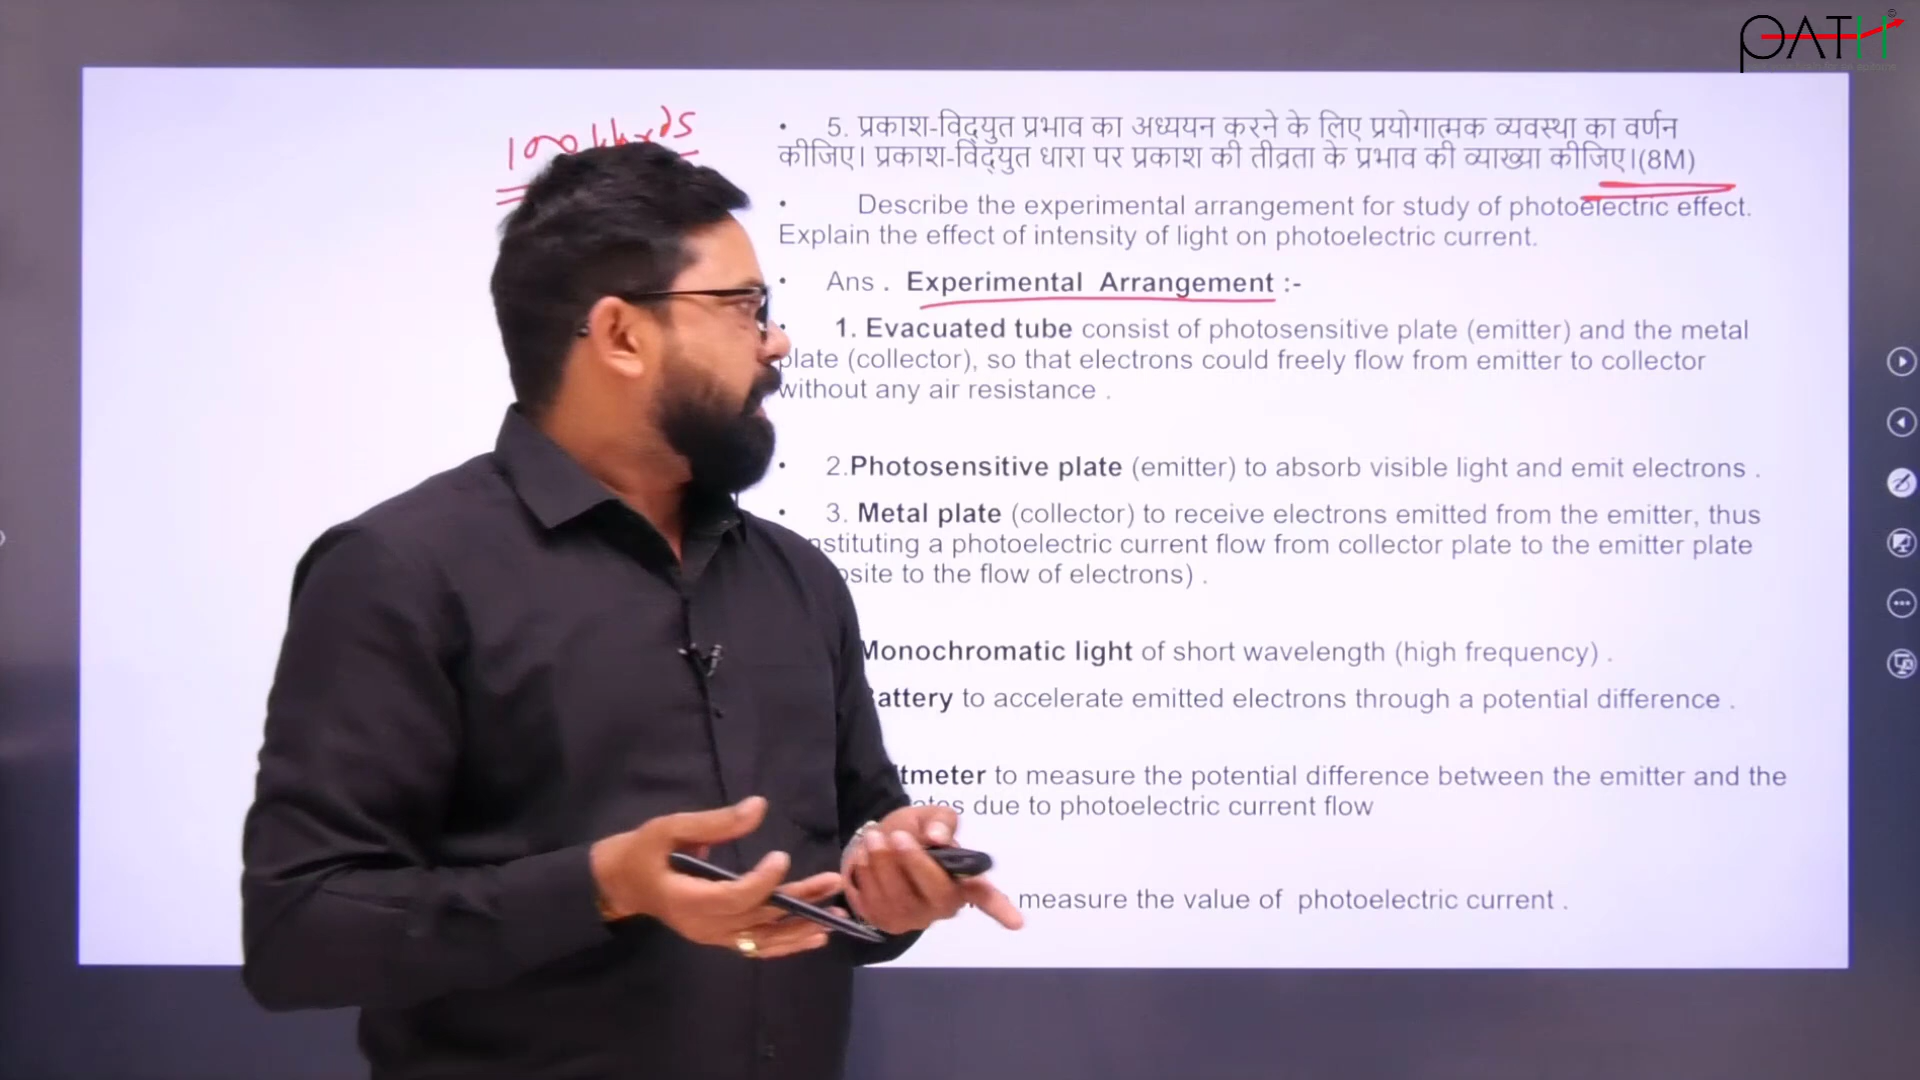 PATH
©
5. प्रकाश-विद्युत प्रभाव का अध्ययन करने के लिए प्रयोगात्मक व्यवस्था का वर्णन
कीजिए। प्रकाश-विद्युत धारा पर प्रकाश की तीव्रता के प्रभाव की व्याख्या कीजिए।(8M)
Describe the experimental arrangement for study of photoelectric effect.
Explain the effect of intensity of light on photoelectric current.
Ans . Experimental Arrangement :-
1. Evacuated tube consist of photosensitive plate (emitter) and the metal
plate (collector), so that electrons could freely flow from emitter to collector
without any air resistance .
2.Photosensitive plate (emitter) to absorb visible light and emit electrons .
3. Metal plate (collector) to receive electrons emitted from the emitter, thus
nstituting a photoelectric current flow from collector plate to the emitter plate
osite to the flow of electrons) .
Monochromatic light of short wavelength (high frequency) .
attery to accelerate emitted electrons through a potential difference .
tmeter to measure the potential difference between the emitter and the
due to photoelectric current flow
measure the value of photoelectric current .